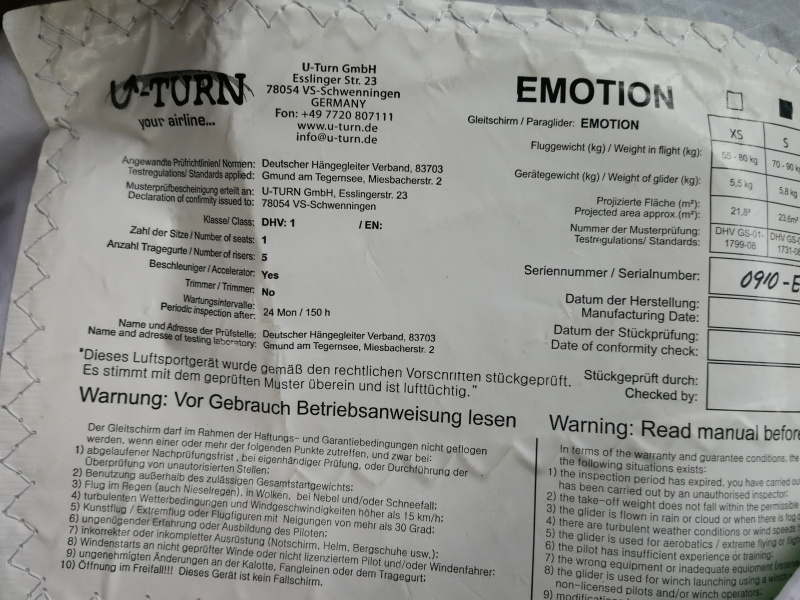 U-TURN
your airline...
U-Turn GmbH
Esslinger Str. 23
78054 VS-Schwenningen
GERMANY
Fon: +49 7720 807111
www.u-turn.de
info@u-turn.de
EMOTION
Gleitschirm / Paraglider: EMOTION
Angewandte Prüfrichtlinien/ Normen: Deutscher Hängegleiter Verband, 83703
Testregulations/ Standards applied: Gmund am Tegernsee, Miesbacherstr. 2
Musterprüfbescheinigung erteilt an: U-TURN GmbH, Esslingerstr. 23
Declaration of confirmity issued to: 78054 VS-Schwenningen
Klasse/ Class: DHV: 1 / EN:
Zahl der Sitze / Number of seats: 1
Anzahl Tragegurte / Number of risers: 5
Beschleuniger / Accelerator: Yes
Trimmer / Trimmer: No
Wartungsintervalle:
Periodic inspection after: 24 Mon / 150 h
Name und Adresse der Prüfstelle: Deutscher Hängegleiter Verband, 83703
Name and adresse of testing laboratory: Gmund am Tegernsee, Miesbacherstr. 2
XS S
Fluggewicht (kg) / Weight in flight (kg): 55 - 80 kg 70 - 90 kg
Gerätegewicht (kg) / Weight of glider (kg): 5,5 kg 5,8 kg
Projizierte Fläche (m²):
Projected area approx.(m²): 21,8² 23,6m²
Nummer der Musterprüfung: DHV GS-01- DHV GS-0
Testregulations/ Standards: 1799-08 1731-08
Seriennummer / Serialnumber: 0910-E
Datum der Herstellung:
Manufacturing Date:
Datum der Stückprüfung:
Date of conformity check:
Stückgeprüft durch:
Checked by:
"Dieses Luftsportgerät wurde gemäß den rechtlichen Vorschriften stückgeprüft.
Es stimmt mit dem geprüften Muster überein und ist lufttüchtig."
Warnung: Vor Gebrauch Betriebsanweisung lesen
Der Gleitschirm darf im Rahmen der Haftungs- und Garantiebedingungen nicht geflogen
werden, wenn einer oder mehr der folgenden Punkte zutreffen, und zwar bei:
1) abgelaufener Nachprüfungsfrist , bei eigenhändiger Prüfung, oder Durchführung der
Überprüfung von unautorisierten Stellen:
2) Benutzung außerhalb des zulässigen Gesamtstartgewichts:
3) Flug im Regen (auch Nieselregen), in Wolken, bei Nebel und/oder Schneefall:
4) turbulenten Wetterbedingungen und Windgeschwindigkeiten höher als 15 km/h:
5) Kunstflug / Extremflug oder Flugfiguren mit Neigungen von mehr als 30 Grad:
6) ungenügender Erfahrung oder Ausbildung des Piloten:
7) inkorrekter oder inkompletter Ausrüstung (Notschirm, Helm, Bergschuhe usw,):
8) Windenstarts an nicht geprüfter Winde oder nicht lizenziertem Pilot und/oder Windenfahrer:
9) ungenehmigten Änderungen an der Kalotte, Fangleinen oder dem Tragegurt:
10) Öffnung im Freifall!!! Dieses Gerät ist kein Fallschirm.
Warning: Read manual before
In terms of the warranty and guarantee conditions, the
the following situations exists:
1) the inspection period has expired, you have carried out
has been carried out by an unauthorised inspector:
2) the take-off weight does not fall within the permissible
3) the glider is flown in rain or cloud or when there is fog
4) there are turbulent weather conditions or wind speeds
5) the glider is used for aerobatics / extreme flying or flight
6) the pilot has insufficient experience or training:
7) the wrong equipment or inadequate equipment (reserve
8) the glider is used for winch launching using a winch
non-licensed pilots and/or winch operators:
9) modifications